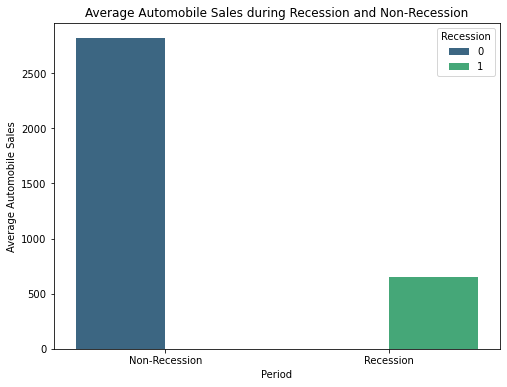 Average Automobile Sales during Recession and Non-Recession
Recession
0
1
2500
2000
1500
1000
500
0
Average Automobile Sales
Non-Recession
Recession
Period